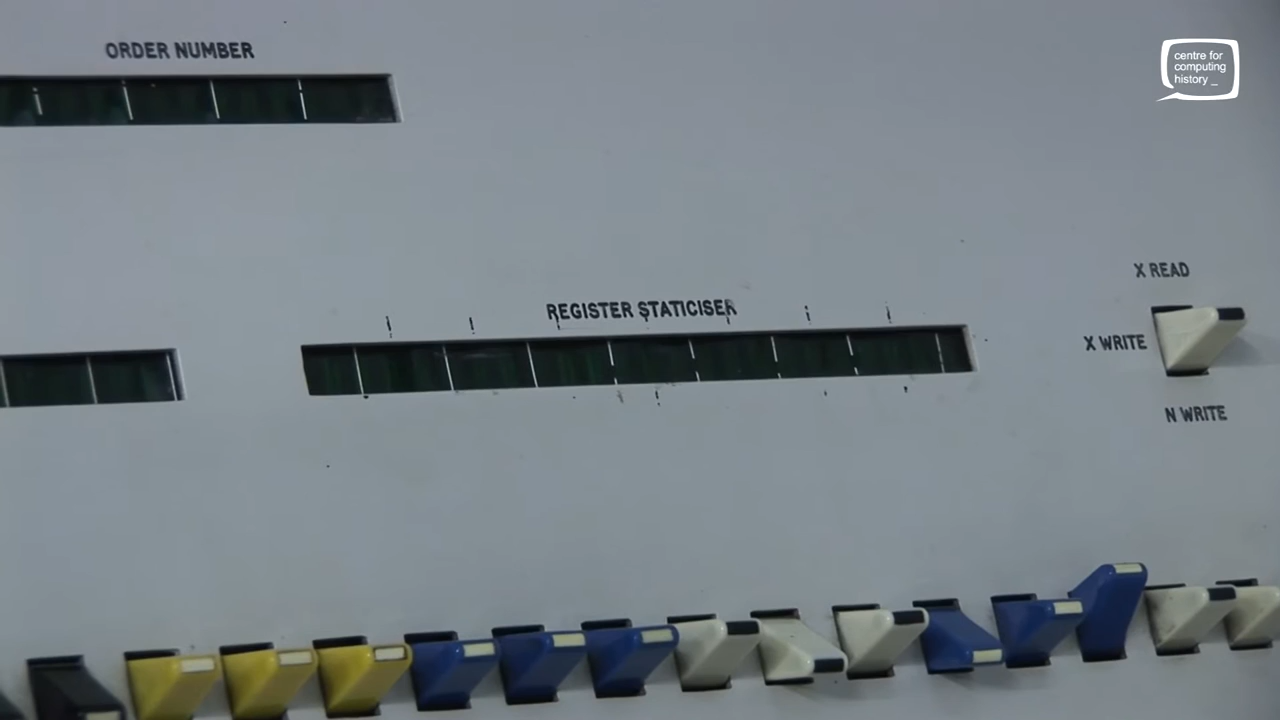 ORDER NUMBER
centre for
computing
history _
X READ
REGISTER STATICISER
X WRITE
N WRITE